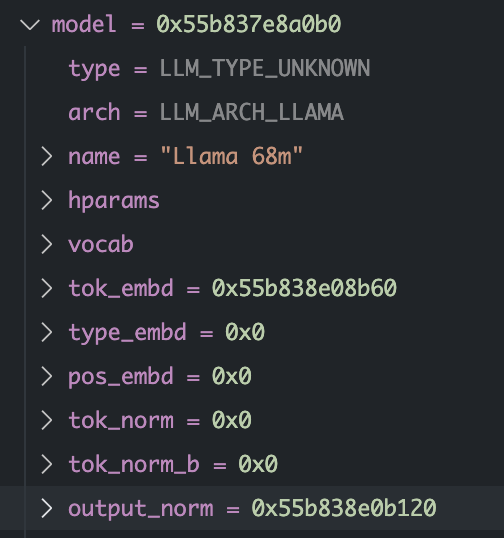 model = 0x55b837e8a0b0
type = LLM_TYPE_UNKNOWN
arch = LLM_ARCH_LLAMA
name = "Llama 68m"
hparams
vocab
tok_embd = 0x55b838e08b60
type_embd = 0x0
pos_embd = 0x0
tok_norm = 0x0
tok_norm_b = 0x0
output_norm = 0x55b838e0b120